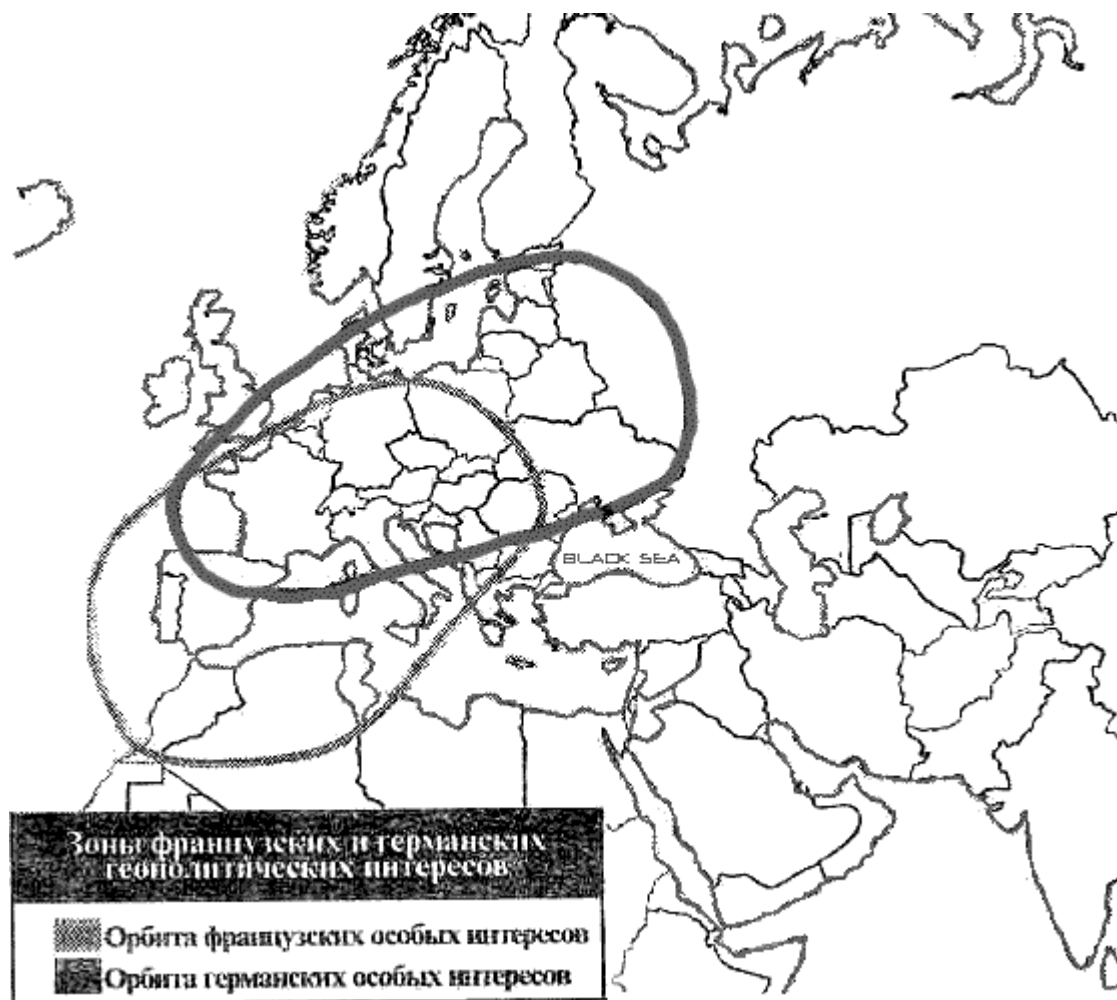 BLACK SEA
Зоны французских и германских
геополитических интересов
Орбита французских особых интересов
Орбита германских особых интересов